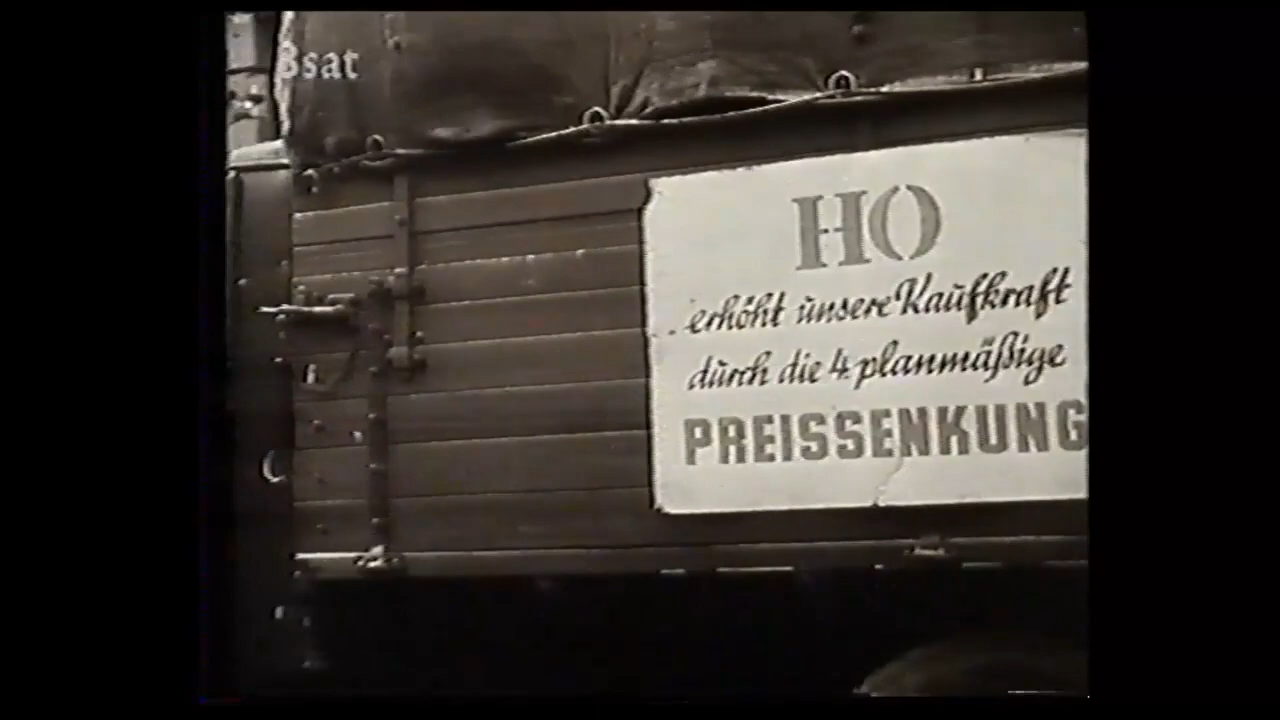 3sat
HO
erhöht unsere Kaufkraft
durch die 4. planmäßige
PREISSENKUNG